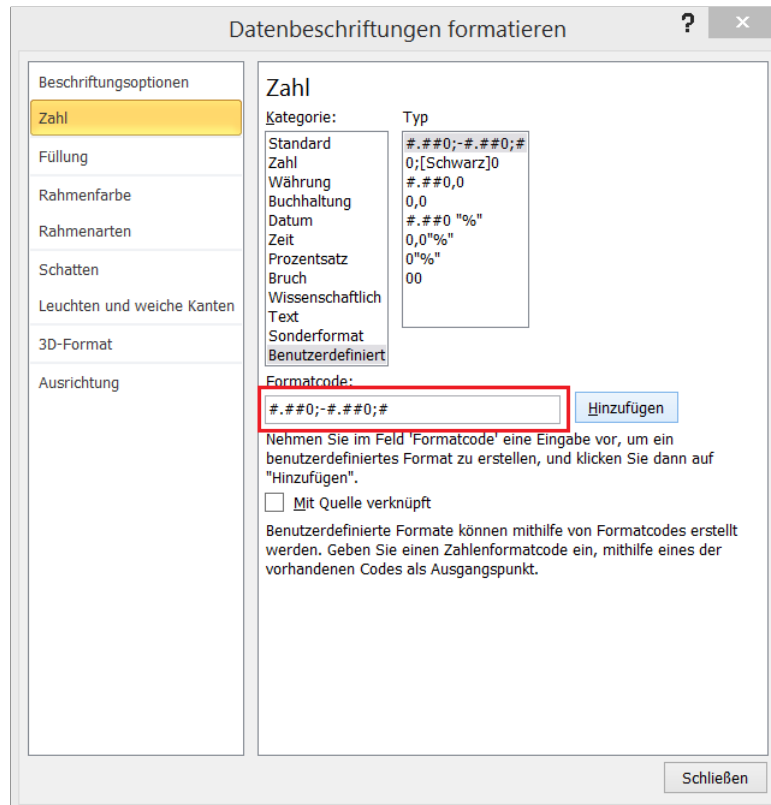 Datenbeschriftungen formatieren
?
×
Beschriftungsoptionen
Zahl
Füllung
Rahmenfarbe
Rahmenarten
Schatten
Leuchten und weiche Kanten
3D-Format
Ausrichtung
Zahl
Kategorie:
Standard
Zahl
Währung
Buchhaltung
Datum
Zeit
Prozentsatz
Bruch
Wissenschaftlich
Text
Sonderformat
Benutzerdefiniert
Typ
#.##0;-#.##0;#
0;[Schwarz]0
#.##0,0
0,0
#.##0 "%"
0,0"%"
0"%"
00
Formatcode:
#.##0;-#.##0;#
Hinzufügen
Nehmen Sie im Feld 'Formatcode' eine Eingabe vor, um ein
benutzerdefiniertes Format zu erstellen, und klicken Sie dann auf
"Hinzufügen".
Mit Quelle verknüpft
Benutzerdefinierte Formate können mithilfe von Formatcodes erstellt
werden. Geben Sie einen Zahlenformatcode ein, mithilfe eines der
vorhandenen Codes als Ausgangspunkt.
Schließen